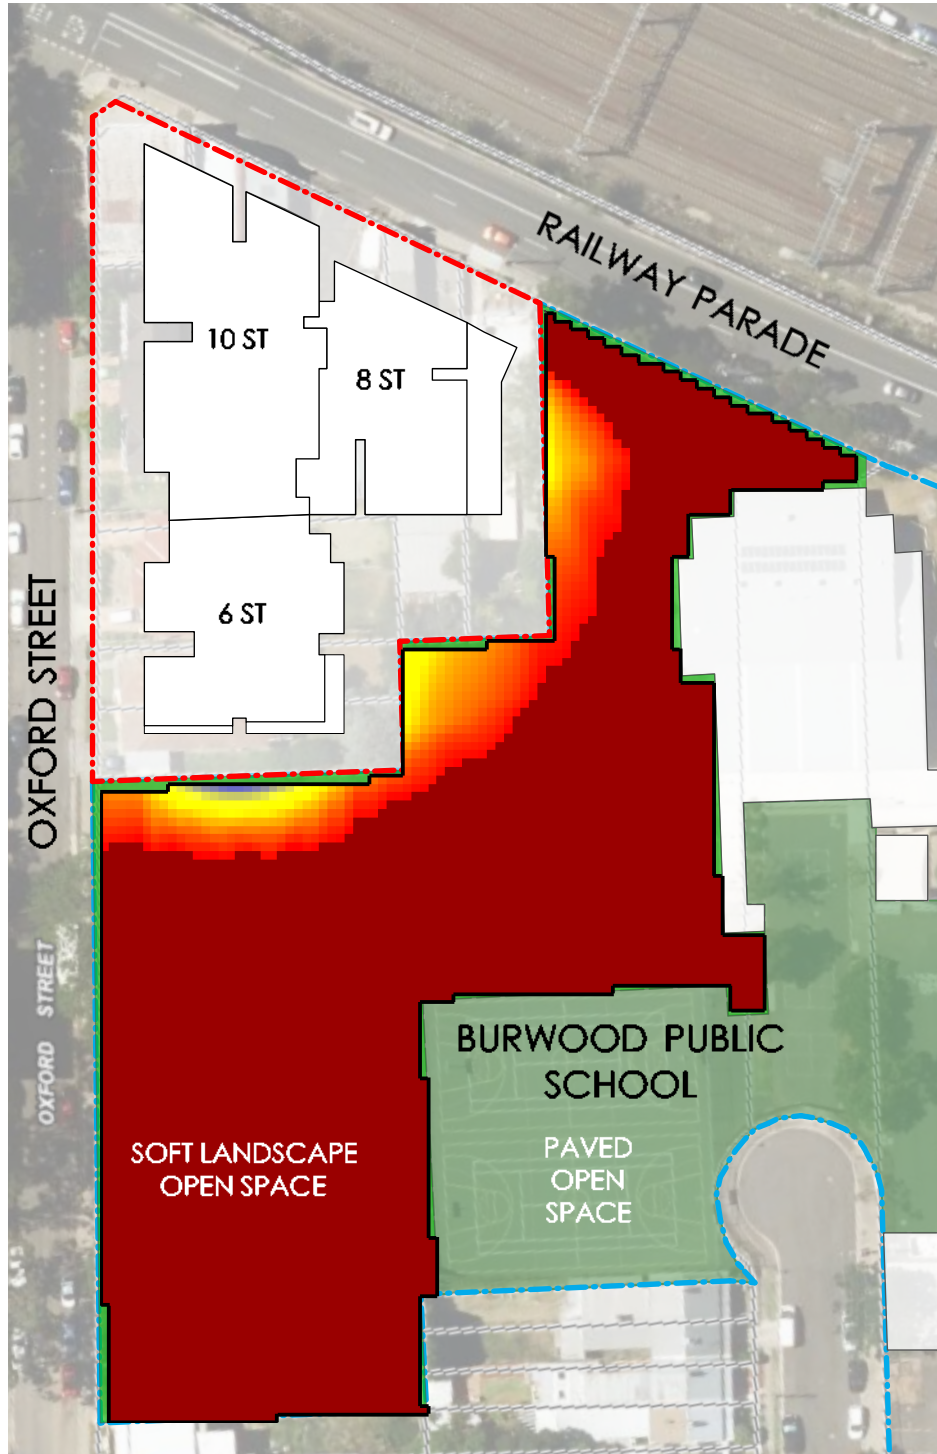 RAILWAY PARADE
10 ST
8 ST
6 ST
OXFORD STREET
OXFORD STREET
BURWOOD PUBLIC
SCHOOL
SOFT LANDSCAPE
OPEN SPACE
PAVED
OPEN
SPACE